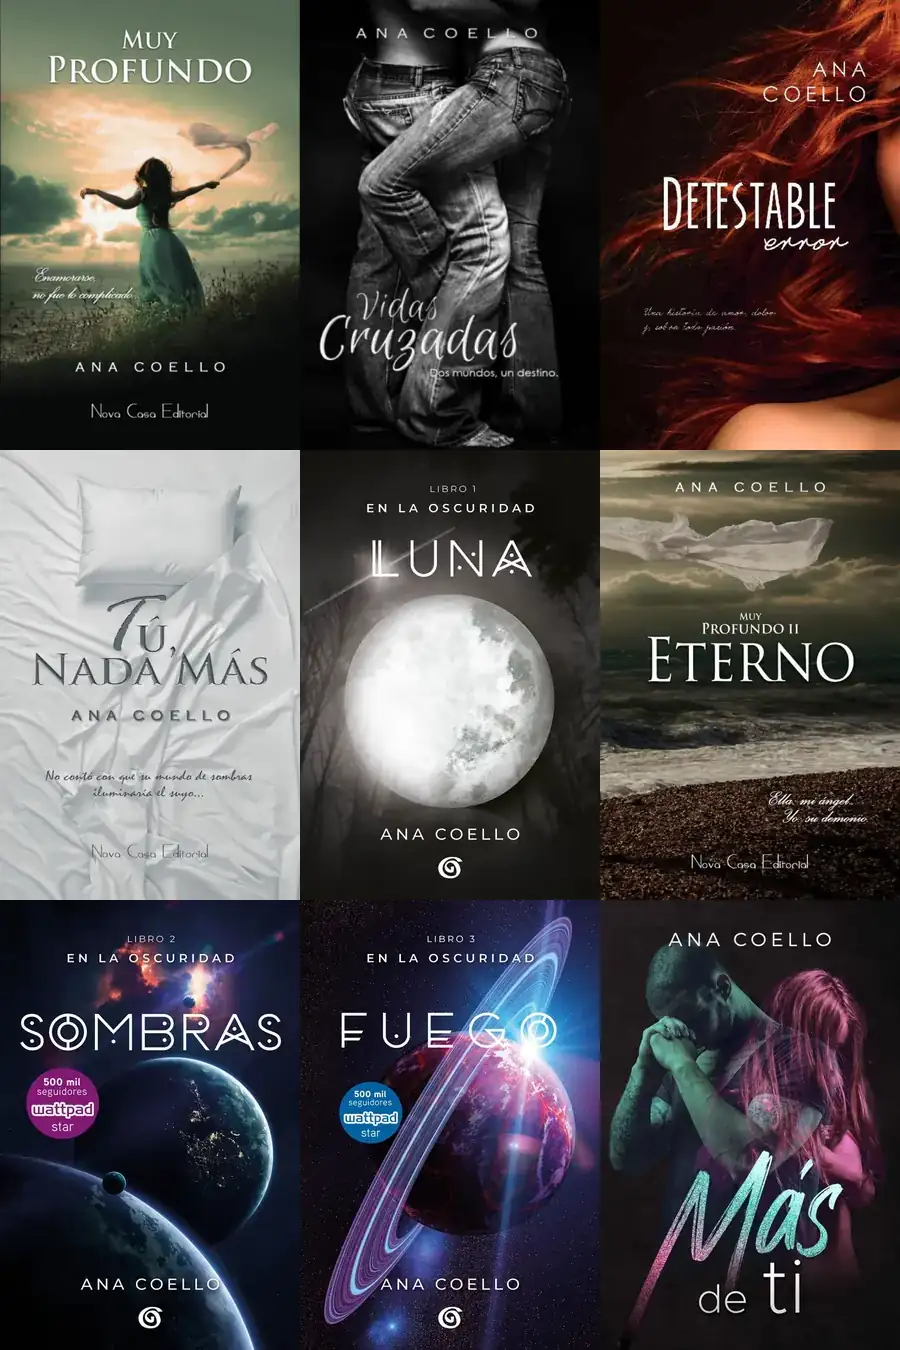 MUY
PROFUNDO
Enamorarse,
no fue lo complicado...
ANA COELLO
Nova Casa Editorial
ANA COELLO
Vidas
Cruzadas
Dos mundos, un destino.
ANA
COELLO
DETESTABLE
error
Una historia de amor, dolor
y, sobre todo pasión.
TÚ,
NADA MÁS
ANA COELLO
No contó con que su mundo de sombras
iluminaría el suyo...
Nova Casa Editorial
LIBRO 1
EN LA OSCURIDAD
LUNA
ANA COELLO
ANA COELLO
MUY
PROFUNDO II
ETERNO
Ella, mi ángel...
Yo, su demonio.
Nova Casa Editorial
LIBRO 2
EN LA OSCURIDAD
SOMBRAS
500 mil
seguidores
wattpad
star
ANA COELLO
LIBRO 3
EN LA OSCURIDAD
FUEGO
500 mil
seguidores
wattpad
star
ANA COELLO
ANA COELLO
Más
de ti